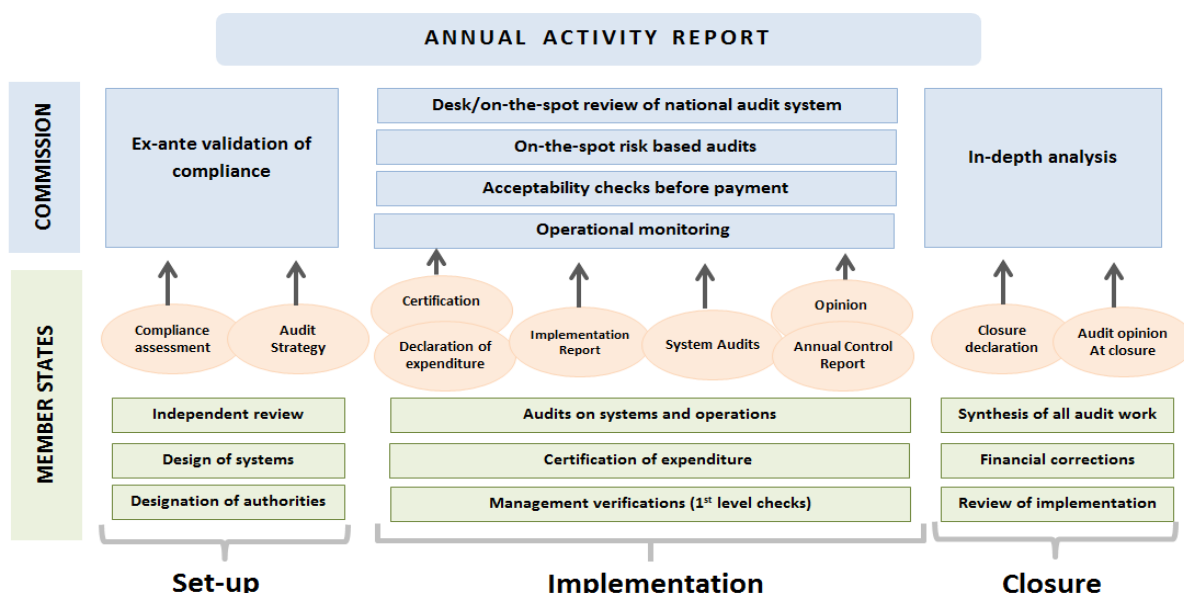 ANNUAL ACTIVITY REPORT
COMMISSION
Ex-ante validation of
compliance
Desk/on-the-spot review of national audit system
On-the-spot risk based audits
Acceptability checks before payment
Operational monitoring
In-depth analysis
MEMBER STATES
Compliance
assessment
Audit
Strategy
Certification
Declaration of
expenditure
Implementation
Report
System Audits
Opinion
Annual Control
Report
Closure
declaration
Audit opinion
At closure
Independent review
Design of systems
Designation of authorities
Audits on systems and operations
Certification of expenditure
Management verifications (1st level checks)
Synthesis of all audit work
Financial corrections
Review of implementation
Set-up
Implementation
Closure